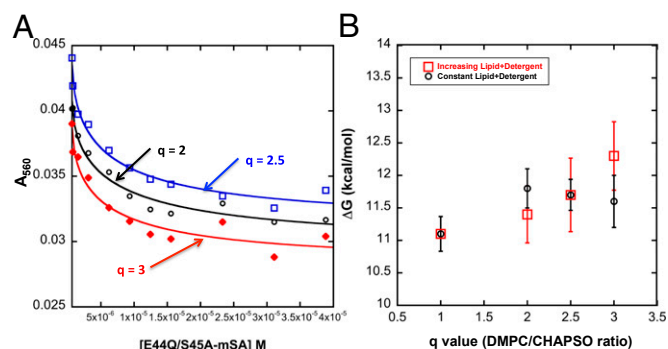 A
B
0.045
0.04
0.035
0.03
0.025
A560
q = 2
q = 2.5
q = 3
5x10-6 1x10-5 1.5x10-5 2x10-5 2.5x10-5 3x10-5 3.5x10-5 4x10-5
[E44Q/S45A-mSA] M
14
13.5
13
12.5
12
11.5
11
10.5
10
ΔG (kcal/mol)
Increasing Lipid+Detergent
Constant Lipid+Detergent
0.5 1 1.5 2 2.5 3 3.5
q value (DMPC/CHAPSO ratio)